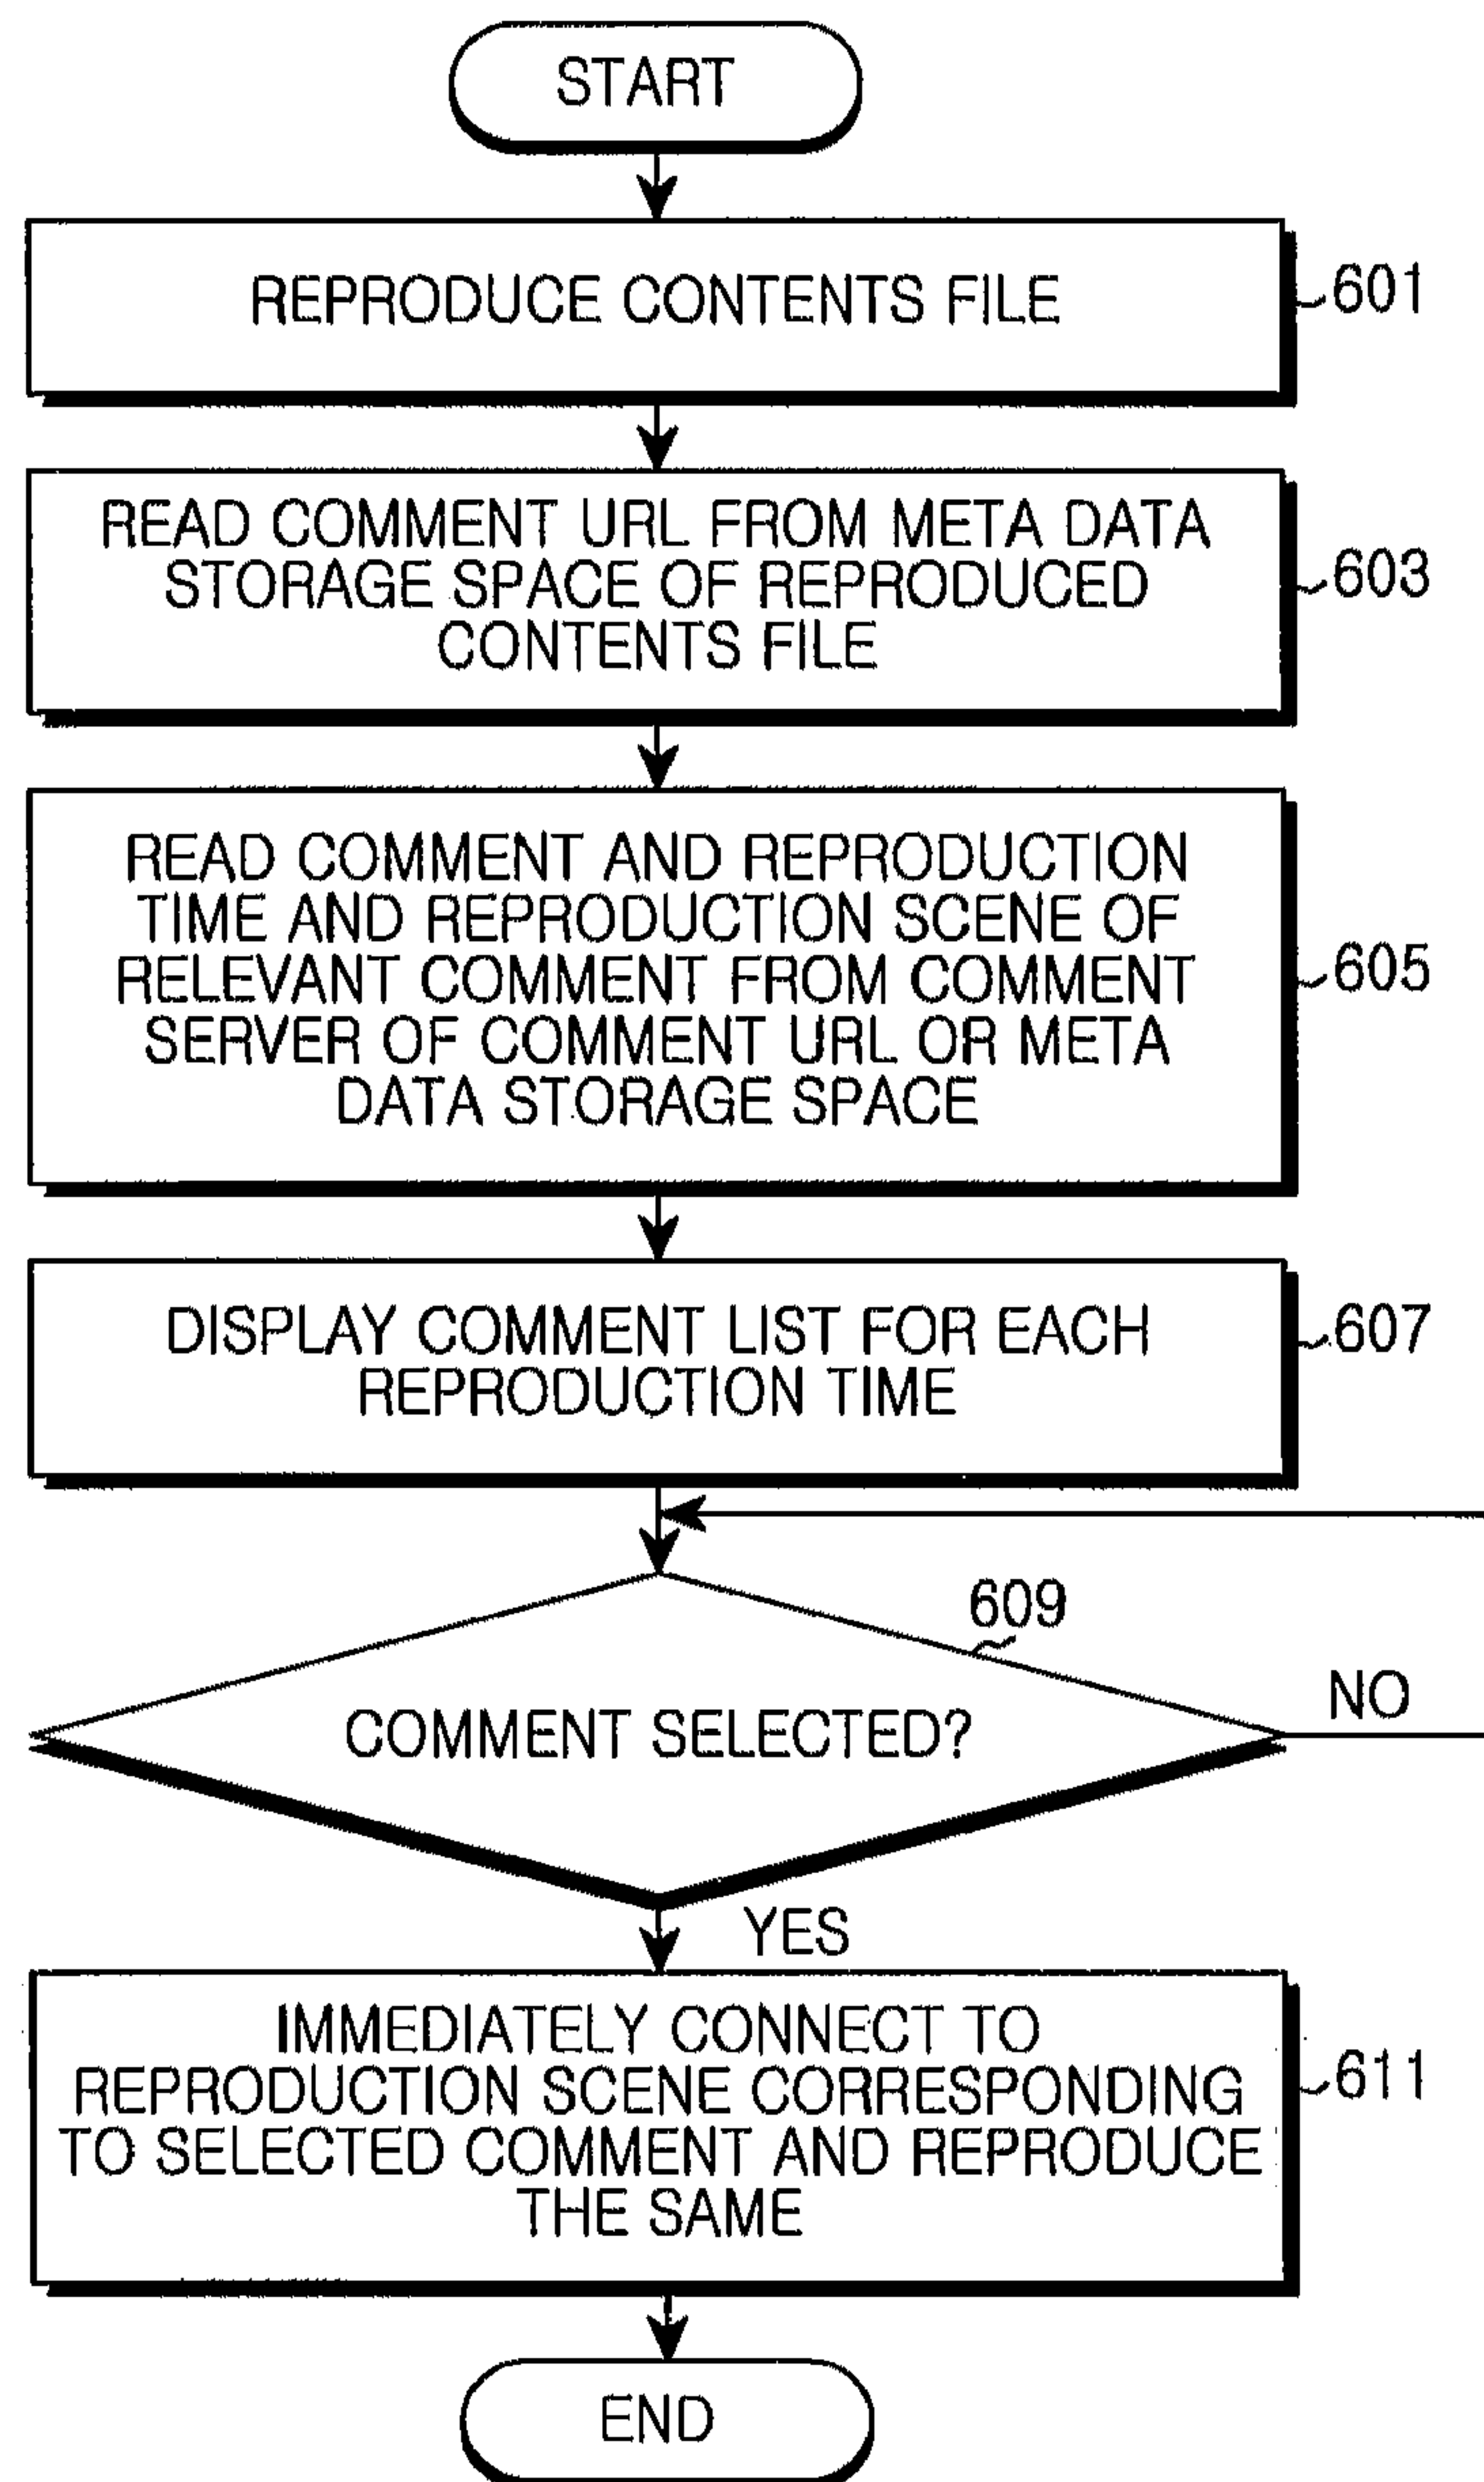 START
REPRODUCE CONTENTS FILE
601
READ COMMENT URL FROM META DATA
STORAGE SPACE OF REPRODUCED
CONTENTS FILE
603
READ COMMENT AND REPRODUCTION
TIME AND REPRODUCTION SCENE OF
RELEVANT COMMENT FROM COMMENT
SERVER OF COMMENT URL OR META
DATA STORAGE SPACE
605
DISPLAY COMMENT LIST FOR EACH
REPRODUCTION TIME
607
609
COMMENT SELECTED?
NO
YES
IMMEDIATELY CONNECT TO
REPRODUCTION SCENE CORRESPONDING
TO SELECTED COMMENT AND REPRODUCE
THE SAME
611
END